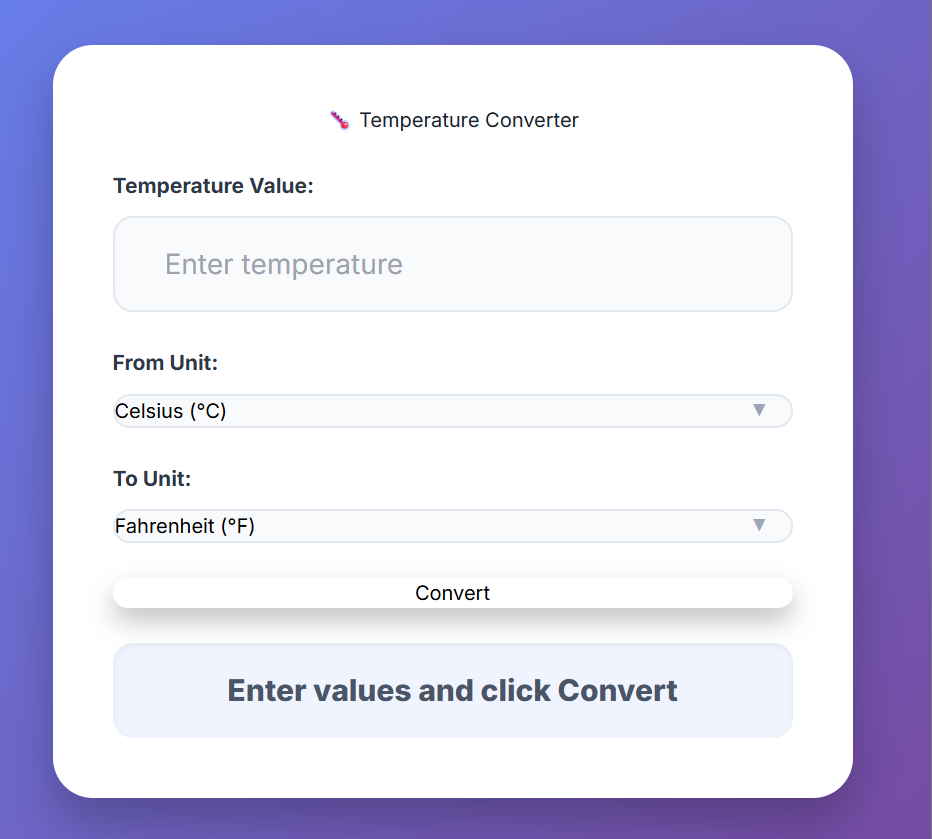 Temperature Converter
Temperature Value:
Enter temperature
From Unit:
Celsius (°C)
To Unit:
Fahrenheit (°F)
Convert
Enter values and click Convert